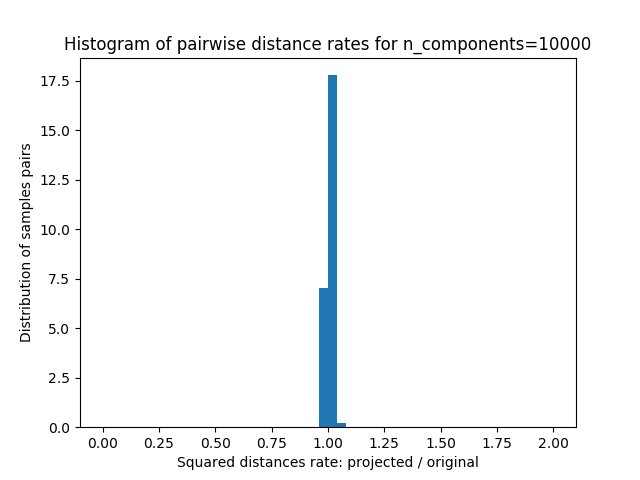 Histogram of pairwise distance rates for n_components=10000
17.5
15.0
12.5
10.0
7.5
5.0
2.5
0.0
Distribution of samples pairs
0.00 0.25 0.50 0.75 1.00 1.25 1.50 1.75 2.00
Squared distances rate: projected / original